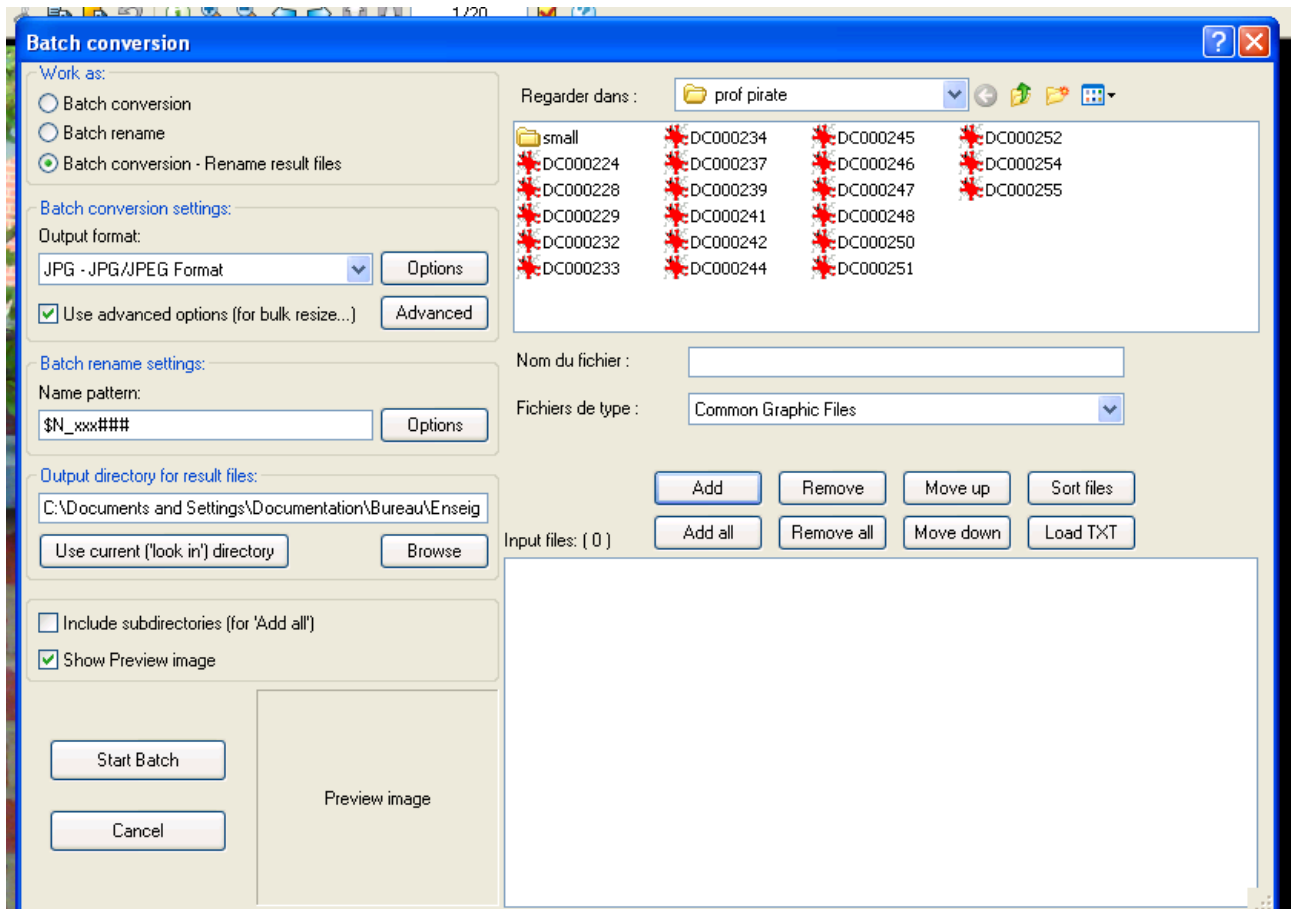 1/20
Batch conversion
Work as:
Batch conversion
Batch rename
Batch conversion - Rename result files
Batch conversion settings:
Output format:
JPG - JPG/JPEG Format
Options
Use advanced options (for bulk resize...)
Advanced
Batch rename settings:
Name pattern:
$N_xxx###
Options
Output directory for result files:
C:\Documents and Settings\Documentation\Bureau\Enseig
Use current ('look in') directory
Browse
Include subdirectories (for 'Add all')
Show Preview image
Start Batch
Cancel
Preview image
Regarder dans :
prof pirate
small
DC000224
DC000228
DC000229
DC000232
DC000233
DC000234
DC000237
DC000239
DC000241
DC000242
DC000244
DC000245
DC000246
DC000247
DC000248
DC000250
DC000251
DC000252
DC000254
DC000255
Nom du fichier :
Fichiers de type :
Common Graphic Files
Add
Remove
Move up
Sort files
Input files: ( 0 )
Add all
Remove all
Move down
Load TXT